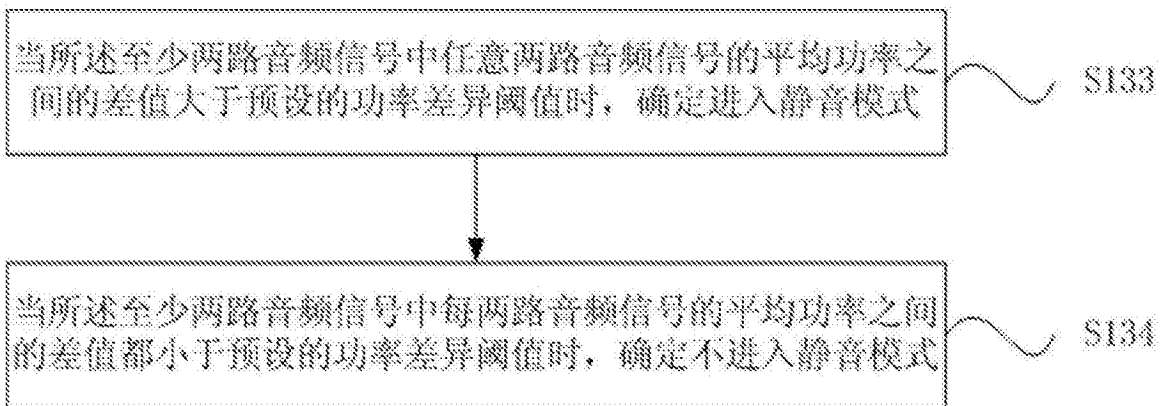 当所述至少两路音频信号中任意两路音频信号的平均功率之
间的差值大于预设的功率差异阈值时，确定进入静音模式
S133
当所述至少两路音频信号中每两路音频信号的平均功率之间
的差值都小于预设的功率差异阈值时，确定不进入静音模式
S134